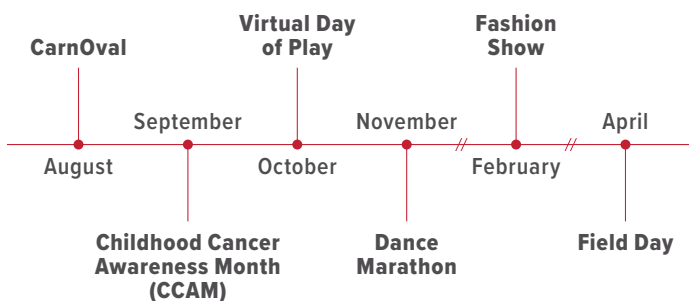 CarnOval
Virtual Day
of Play
Fashion
Show
September
November
April
August
October
February
Childhood Cancer
Awareness Month
(CCAM)
Dance
Marathon
Field Day